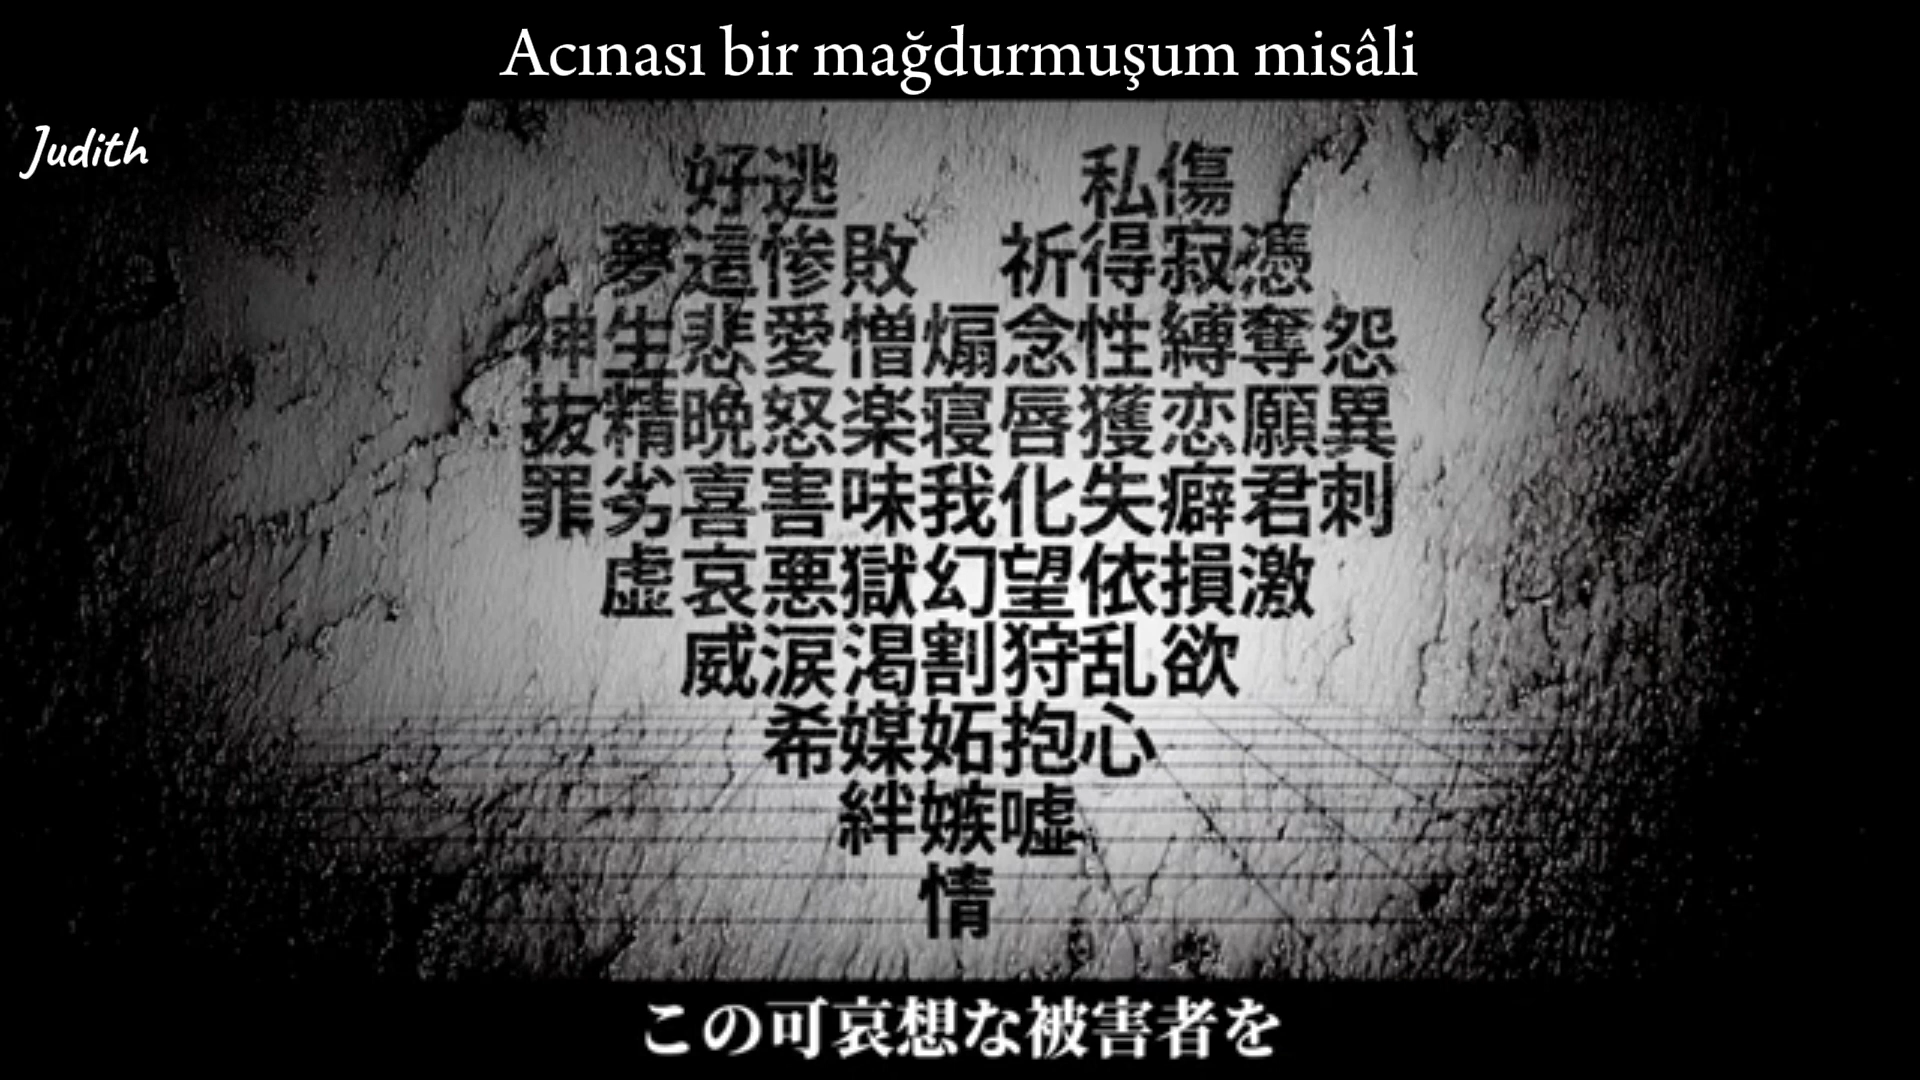 Acınası bir mağdurmuşum misâli
Judith
好逃 私傷
夢這惨敗 祈得寂憑
神生悲愛憎煽念性縛奪怨
抜精晩怒楽寝唇獲恋願異
罪劣喜害味我化失癖君刺
虚哀悪獄幻望依損激
威涙渇割狩乱欲
希媒妬抱心
絆嫉嘘
情
この可哀想な被害者を